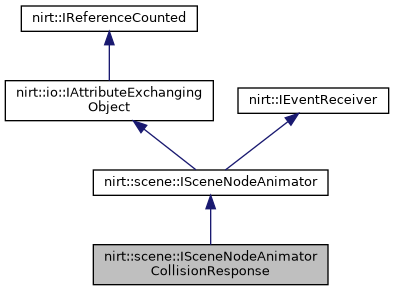 nirt::IReferenceCounted
nirt::io::IAttributeExchanging
Object
nirt::IEventReceiver
nirt::scene::ISceneNodeAnimator
nirt::scene::ISceneNodeAnimator
CollisionResponse